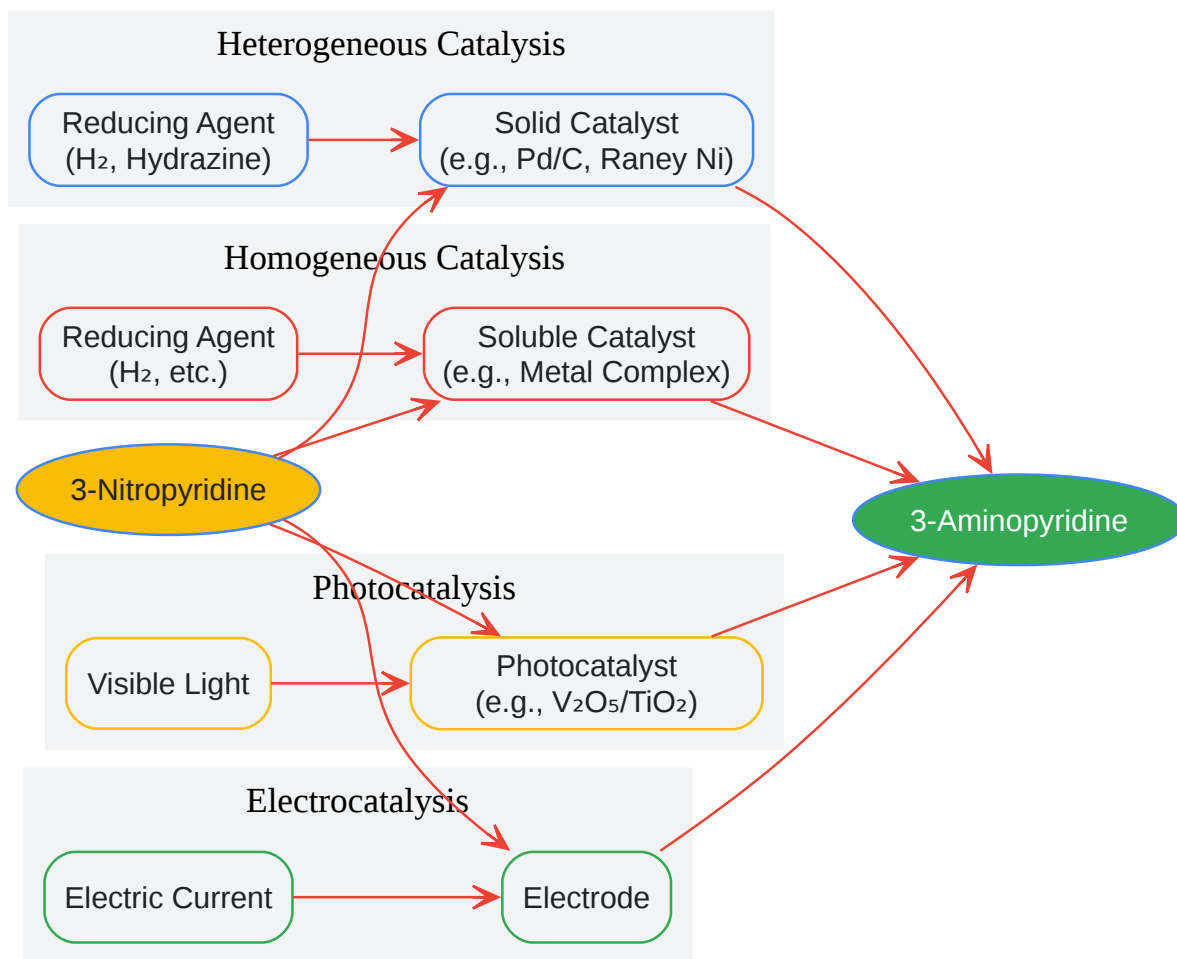 Heterogeneous Catalysis
Reducing Agent
(H₂, Hydrazine)
Solid Catalyst
(e.g., Pd/C, Raney Ni)
Homogeneous Catalysis
Reducing Agent
(H₂, etc.)
Soluble Catalyst
(e.g., Metal Complex)
3-Nitropyridine
3-Aminopyridine
Photocatalysis
Visible Light
Photocatalyst
(e.g., V₂O₅/TiO₂)
Electrocatalysis
Electric Current
Electrode